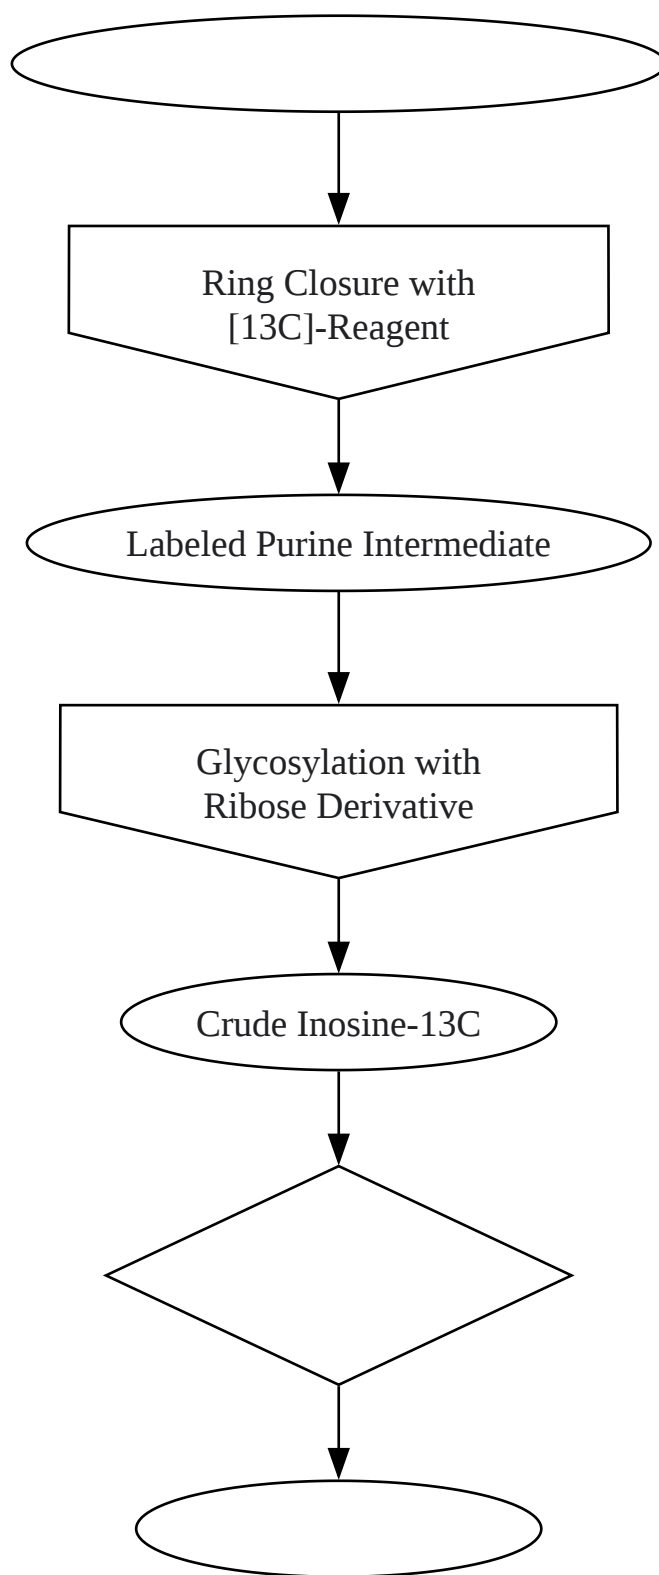 Ring Closure with
[13C]-Reagent
Labeled Purine Intermediate
Glycosylation with
Ribose Derivative
Crude Inosine-13C